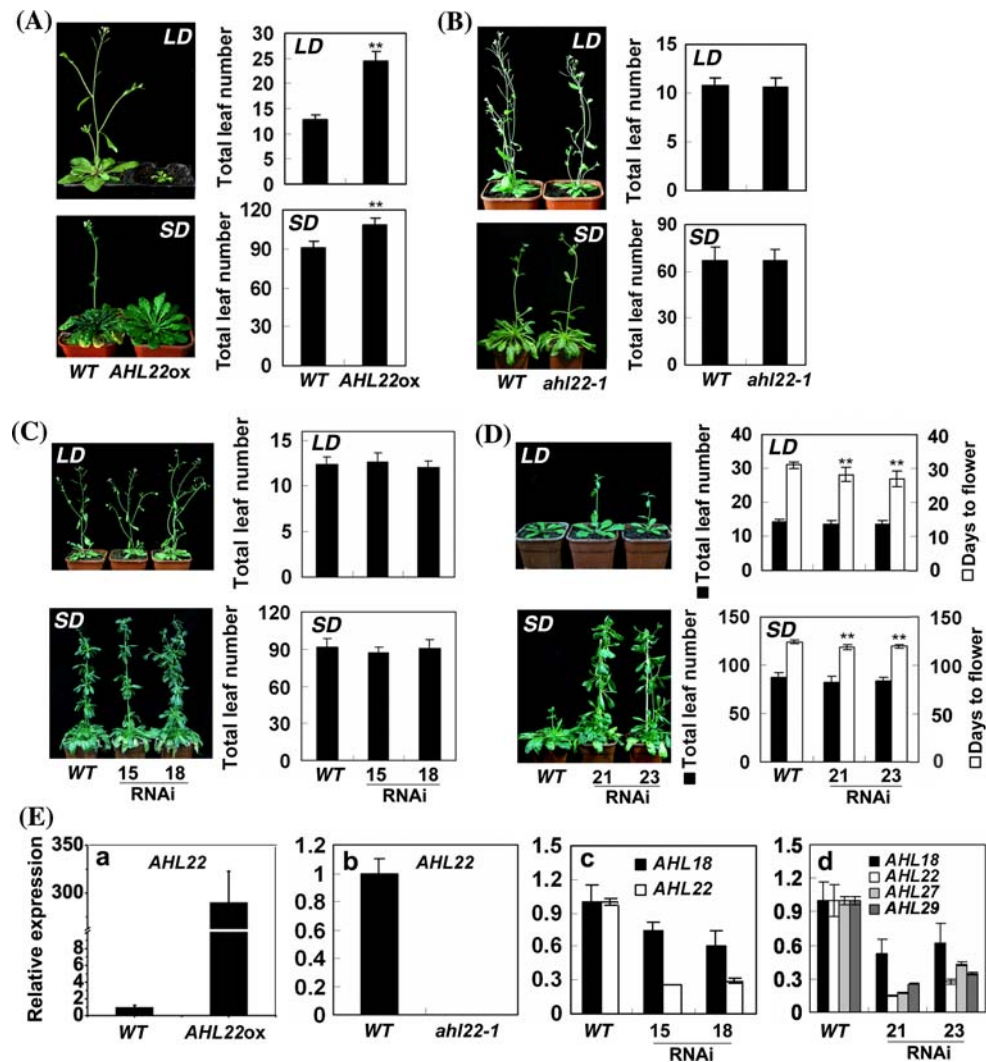 (A)
LD
Total leaf number
30
25
20
15
10
5
0
LD
**
SD
Total leaf number
120
90
60
30
0
SD
**
WT AHL22ox
WT AHL22ox
(B)
LD
Total leaf number
15
10
5
0
LD
SD
Total leaf number
90
60
30
0
SD
WT ahl22-1
WT ahl22-1
(C)
LD
Total leaf number
15
12
9
6
3
0
LD
SD
Total leaf number
120
90
60
30
0
SD
WT 15 18
RNAi
WT 15 18
RNAi
(D)
LD
Total leaf number
40
30
20
10
0
LD
** **
40
30
20
10
0
Days to flower
SD
Total leaf number
150
100
50
0
SD
** **
150
100
50
0
Days to flower
WT 21 23
RNAi
WT 21 23
RNAi
(E)
Relative expression
350
300
8
6
4
2
0
a
AHL22
WT AHL22ox
1.2
1
0.8
0.6
0.4
0.2
0
b
AHL22
WT ahl22-1
1.5
1.2
0.9
0.6
0.3
0
c
AHL18
AHL22
WT 15 18
RNAi
1.5
1.2
0.9
0.6
0.3
0
d
AHL18
AHL22
AHL27
AHL29
WT 21 23
RNAi